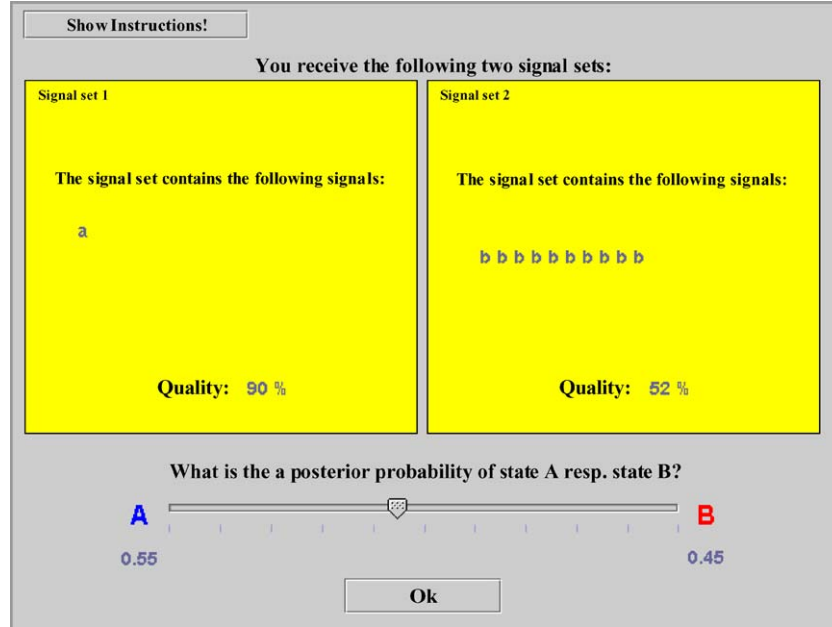 Show Instructions!
You receive the following two signal sets:
Signal set 1
The signal set contains the following signals:
a
Quality: 90 %
Signal set 2
The signal set contains the following signals:
b b b b b b b b b b
Quality: 52 %
What is the a posterior probability of state A resp. state B?
A
B
0.55
0.45
Ok